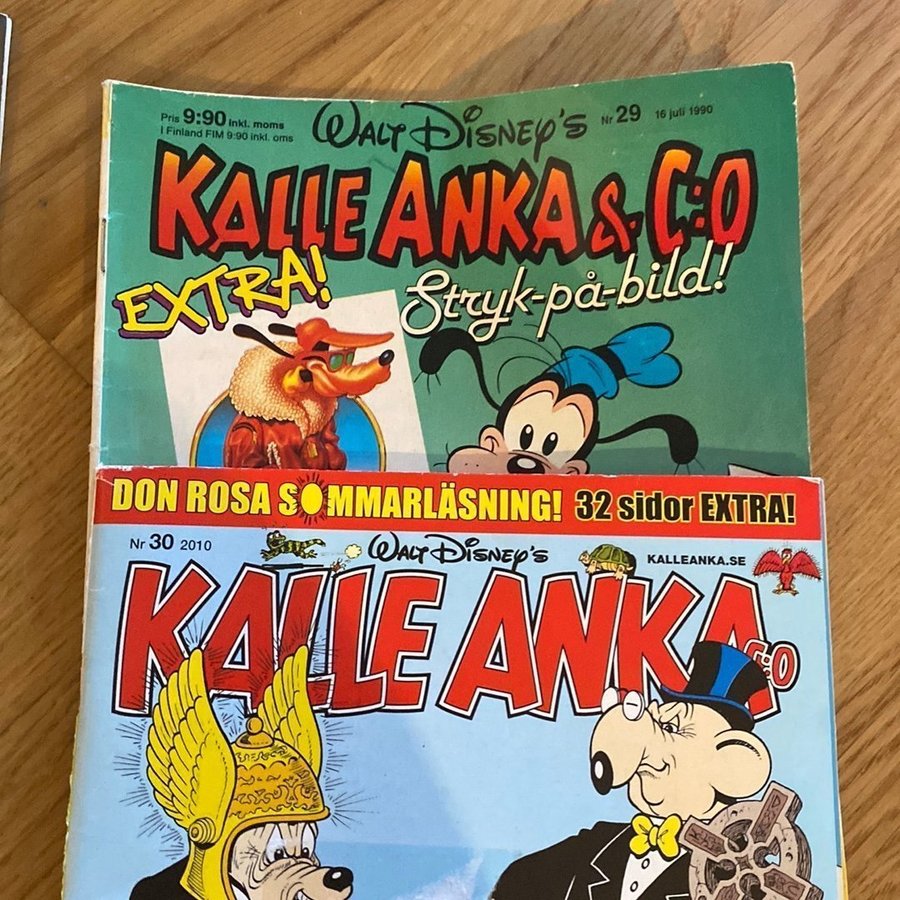 Pris 9:90 inkl. moms
I Finland FIM 9:90 inkl. oms
WALT DISNEY'S
Nr 29 16 juli 1990
KALLE ANKA & C:O
EXTRA!
Stryk-på-bild!
DON ROSA SOMMARLÄSNING! 32 sidor EXTRA!
Nr 30 2010
WALT DISNEY'S
KALLEANKA.SE
KALLE ANKA C:O